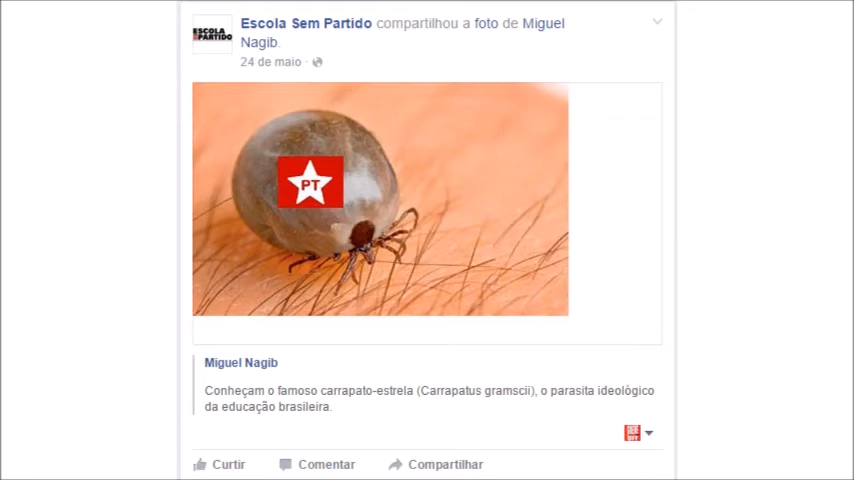 ESCOLA
PARTIDO
Escola Sem Partido compartilhou a foto de Miguel
Nagib.
24 de maio ·
PT
Miguel Nagib
Conheçam o famoso carrapato-estrela (Carrapatus gramscii), o parasita ideológico
da educação brasileira.
Curtir Comentar Compartilhar